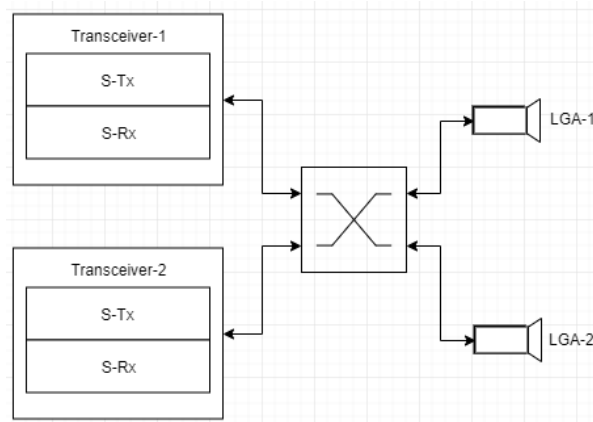 Transceiver-1
S-Tx
S-Rx
LGA-1
Transceiver-2
S-Tx
S-Rx
LGA-2